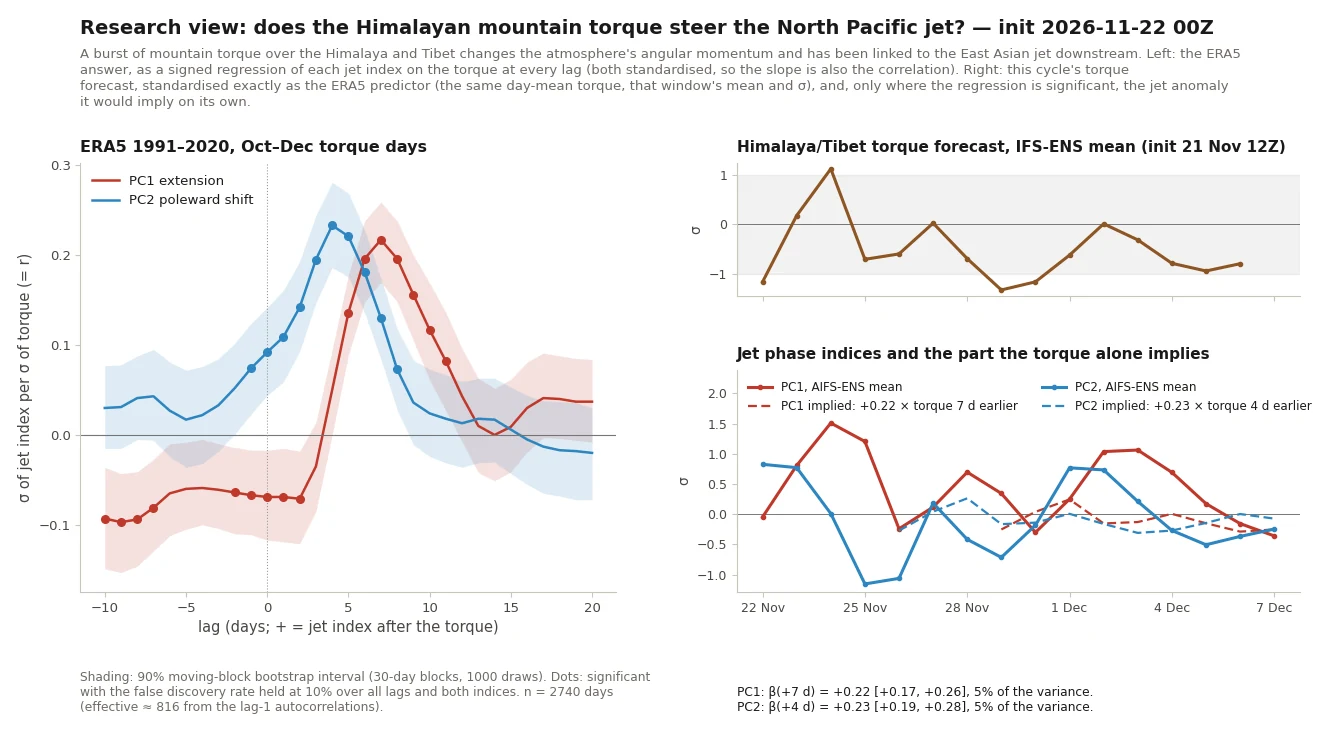 Research view: does the Himalayan mountain torque steer the North Pacific jet? — init 2026-11-22 00Z
A burst of mountain torque over the Himalaya and Tibet changes the atmosphere's angular momentum and has been linked to the East Asian jet downstream. Left: the ERA5
answer, as a signed regression of each jet index on the torque at every lag (both standardised, so the slope is also the correlation). Right: this cycle's torque
forecast, standardised exactly as the ERA5 predictor (the same day-mean torque, that window's mean and σ), and, only where the regression is significant, the jet anomaly
it would imply on its own.
ERA5 1991–2020, Oct–Dec torque days
0.3
0.2
0.1
0.0
−0.1
σ of jet index per σ of torque (= r)
PC1 extension
PC2 poleward shift
−10
−5
0
5
10
15
20
lag (days; + = jet index after the torque)
Shading: 90% moving-block bootstrap interval (30-day blocks, 1000 draws). Dots: significant
with the false discovery rate held at 10% over all lags and both indices. n = 2740 days
(effective ≈ 816 from the lag-1 autocorrelations).
Himalaya/Tibet torque forecast, IFS-ENS mean (init 21 Nov 12Z)
1
0
−1
σ
Jet phase indices and the part the torque alone implies
2.0
1.5
1.0
0.5
0.0
−0.5
−1.0
σ
PC1, AIFS-ENS mean
PC1 implied: +0.22 × torque 7 d earlier
PC2, AIFS-ENS mean
PC2 implied: +0.23 × torque 4 d earlier
22 Nov
25 Nov
28 Nov
1 Dec
4 Dec
7 Dec
PC1: β(+7 d) = +0.22 [+0.17, +0.26], 5% of the variance.
PC2: β(+4 d) = +0.23 [+0.19, +0.28], 5% of the variance.